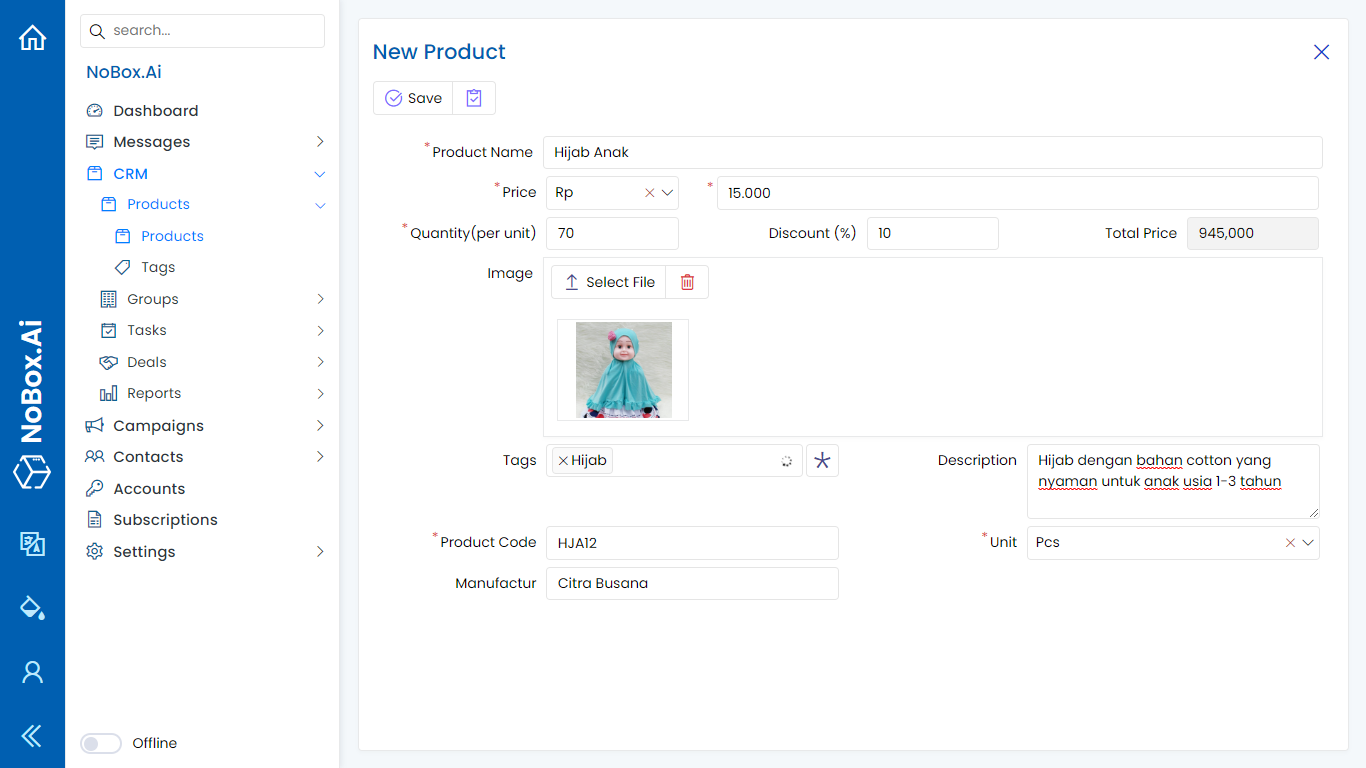 search...
NoBox.Ai
Dashboard
Messages
CRM
Products
Products
Tags
Groups
Tasks
Deals
Reports
Campaigns
Contacts
Accounts
Subscriptions
Settings
Offline
NoBox.Ai
New Product
Save
*Product Name Hijab Anak
*Price Rp * 15.000
*Quantity(per unit) 70 Discount (%) 10 Total Price 945,000
Image Select File
Tags Hijab
Description Hijab dengan bahan cotton yang
nyaman untuk anak usia 1-3 tahun
*Product Code HJA12 *Unit Pcs
Manufactur Citra Busana